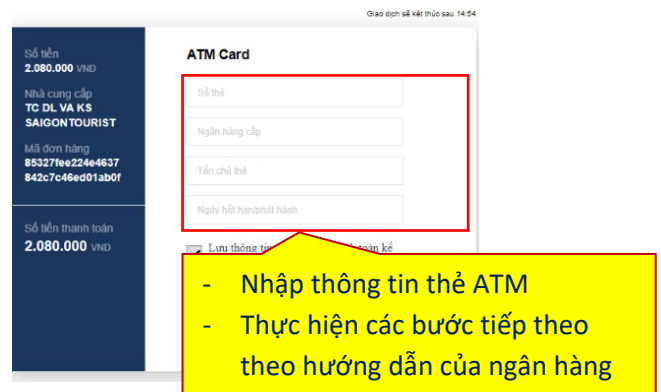 Giao dịch sẽ kết thúc sau 14:54
Số tiền
2.080.000 VND
Nhà cung cấp
TC DL VA KS
SAIGONTOURIST
Mã đơn hàng
85327fee224e4637
842c7c46ed01ab0f
Số tiền thanh toán
2.080.000 VND
ATM Card
Số thẻ
Ngân hàng cấp
Tên chủ thẻ
Ngày hết hạn/phát hành
Lưu thông tin toán kế
- Nhập thông tin thẻ ATM
- Thực hiện các bước tiếp theo
theo hướng dẫn của ngân hàng